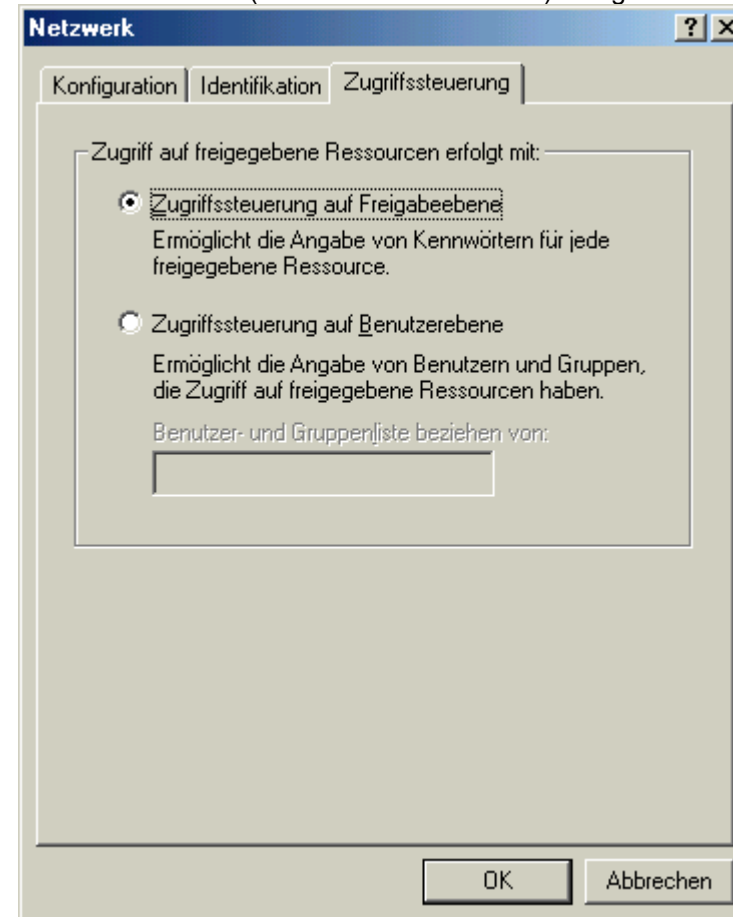 Netzwerk
Konfiguration Identifikation Zugriffssteuerung
Zugriff auf freigegebene Ressourcen erfolgt mit:
Zugriffssteuerung auf Freigabeebene
Ermöglicht die Angabe von Kennwörtern für jede
freigegebene Ressource.
Zugriffssteuerung auf Benutzerebene
Ermöglicht die Angabe von Benutzern und Gruppen,
die Zugriff auf freigegebene Ressourcen haben.
Benutzer- und Gruppenliste beziehen von:
OK Abbrechen